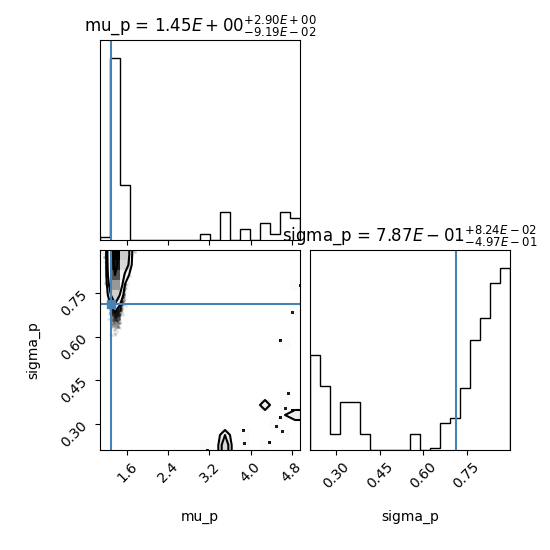 mu_p = 1.45E + 00^{+2.90E+00}_{-9.19E-02}
sigma_p = 7.87E − 01^{+8.24E-02}_{-4.97E-01}
sigma_p
0.75
0.60
0.45
0.30
1.6 2.4 3.2 4.0 4.8
0.30 0.45 0.60 0.75
mu_p
sigma_p